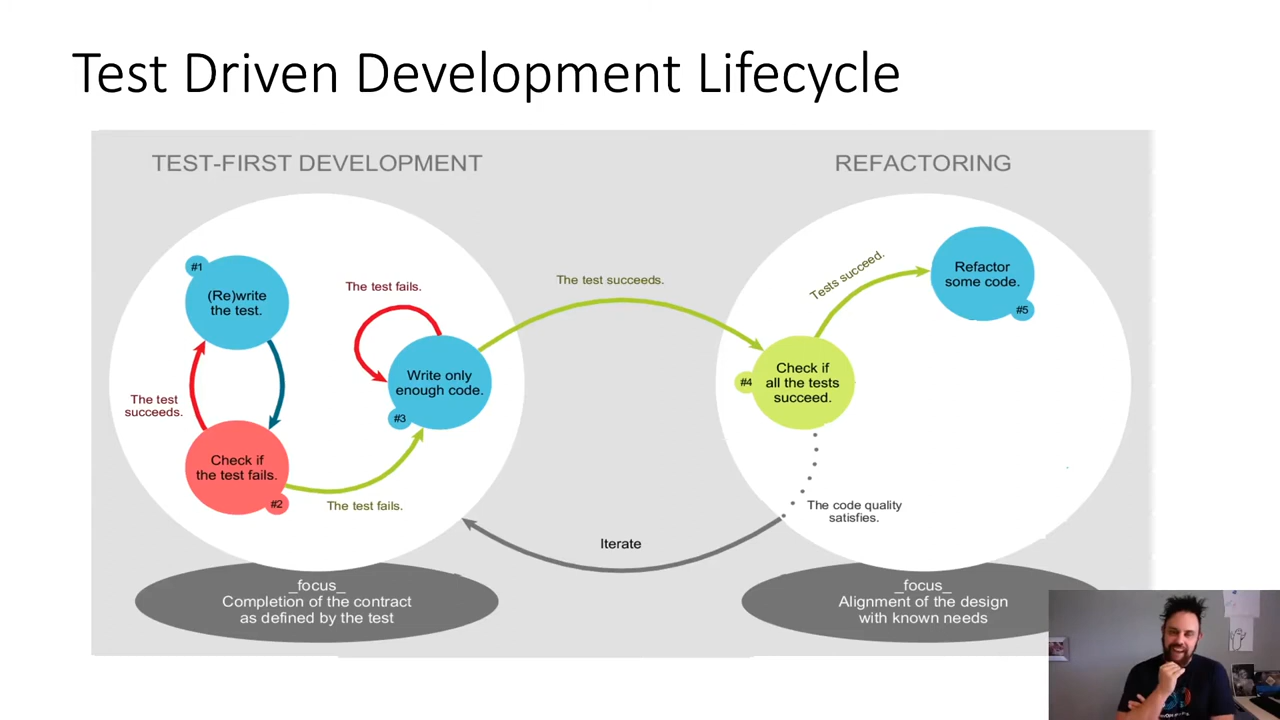 Test Driven Development Lifecycle
TEST-FIRST DEVELOPMENT
REFACTORING
#1
(Re)write
the test.
The test
succeeds.
Check if
the test fails.
#2
The test fails.
The test fails.
Write only
enough code.
#3
The test succeeds.
Tests succeed.
Refactor
some code.
#5
#4
Check if
all the tests
succeed.
The code quality
satisfies.
Iterate
_focus_
Completion of the contract
as defined by the test
_focus_
Alignment of the design
with known needs